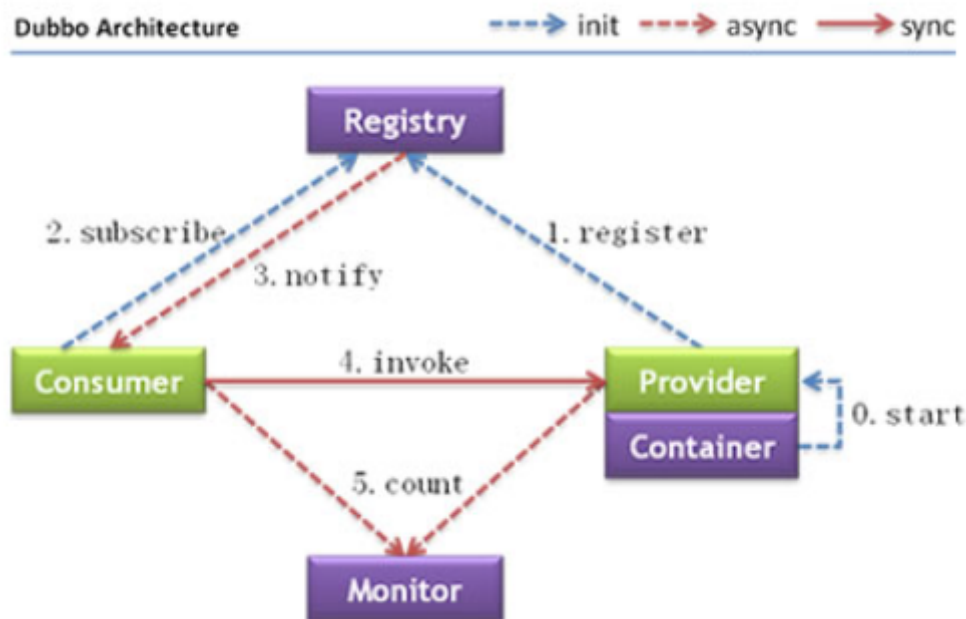 Dubbo Architecture
init
async
sync
Registry
2. subscribe
1. register
3. notify
Consumer
4. invoke
Provider
0. start
Container
5. count
Monitor